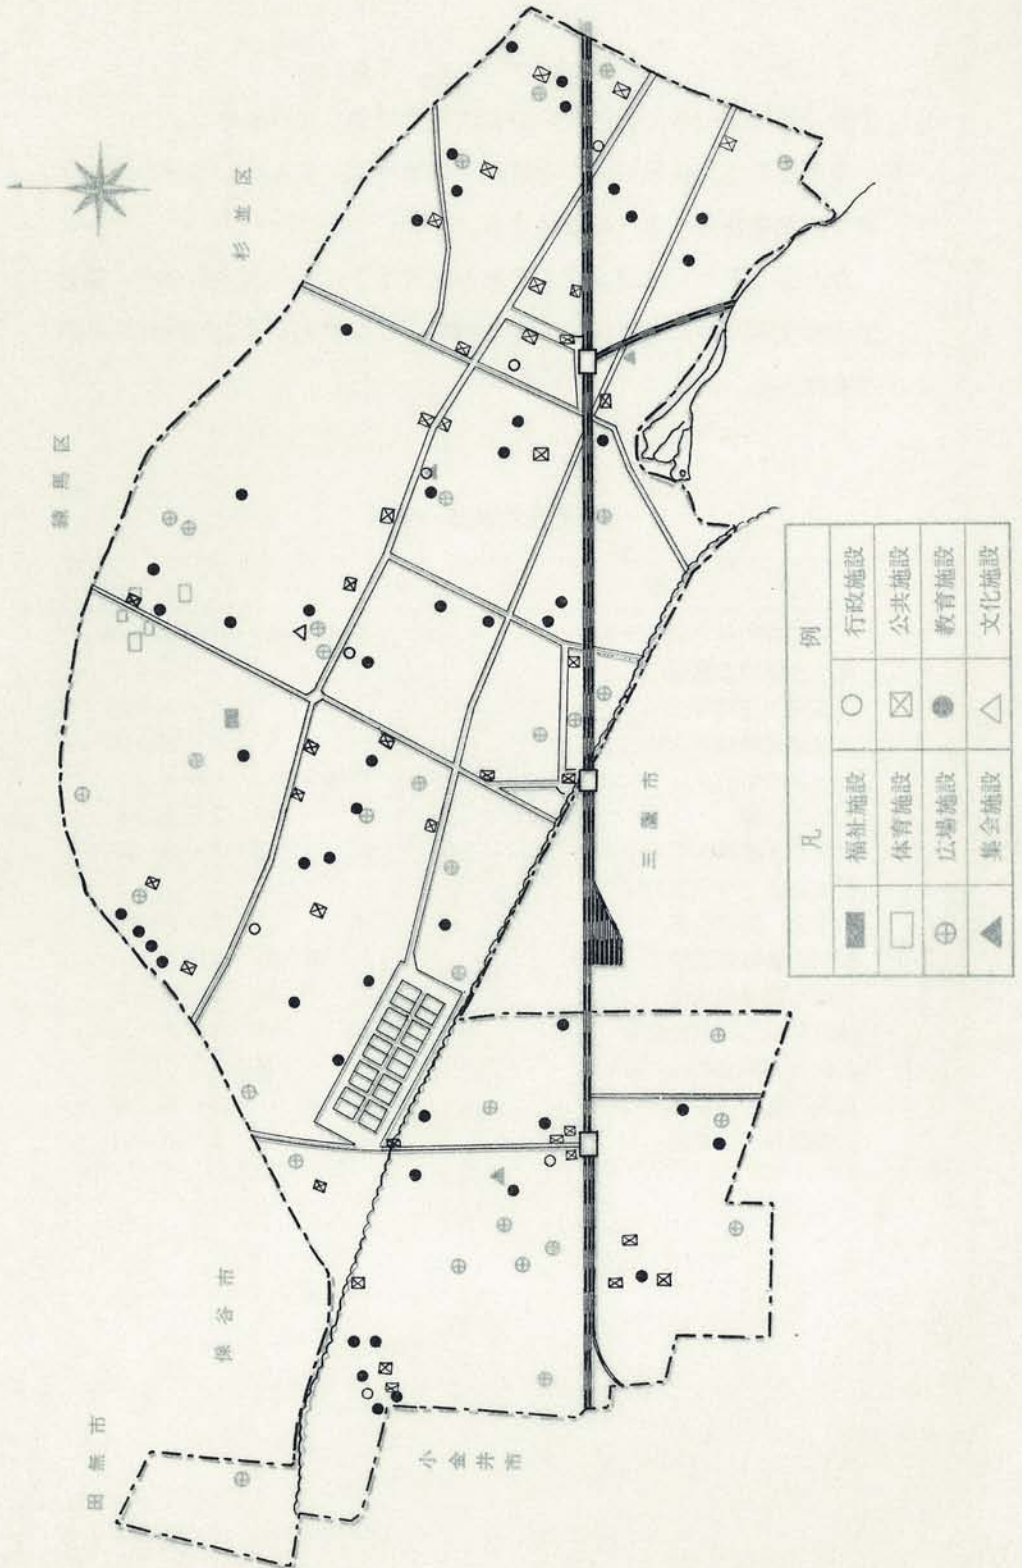 杉並区
練馬区
保谷市
田無市
小金井市
三鷹市
凡例
福祉施設
行政施設
体育施設
公共施設
広場施設
教育施設
集会施設
文化施設